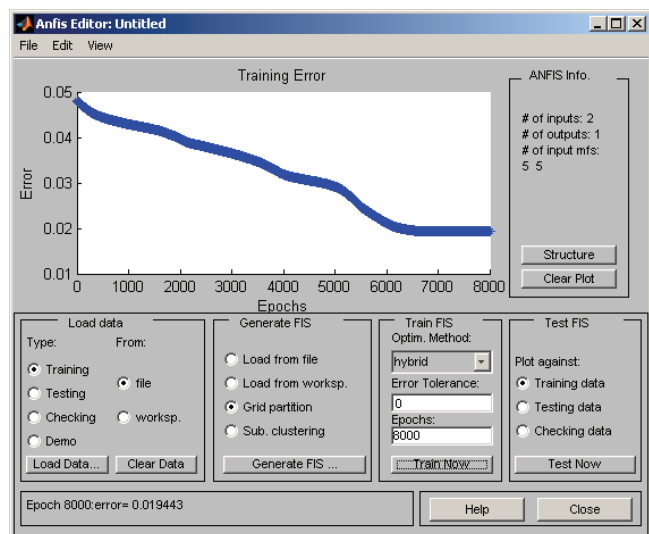 Anfis Editor: Untitled
File Edit View
Training Error
0.05
0.04
0.03
0.02
0.01
Error
0 1000 2000 3000 4000 5000 6000 7000 8000
Epochs
ANFIS Info.
# of inputs: 2
# of outputs: 1
# of input mfs:
5 5
Structure
Clear Plot
Load data
Type: From:
Training
file
Testing
Checking worksp.
Demo
Load Data... Clear Data
Generate FIS
Load from file
Load from worksp.
Grid partition
Sub. clustering
Generate FIS ...
Train FIS
Optim. Method:
hybrid
Error Tolerance:
0
Epochs:
8000
Train Now
Test FIS
Plot against:
Training data
Testing data
Checking data
Test Now
Epoch 8000:error= 0.019443
Help Close